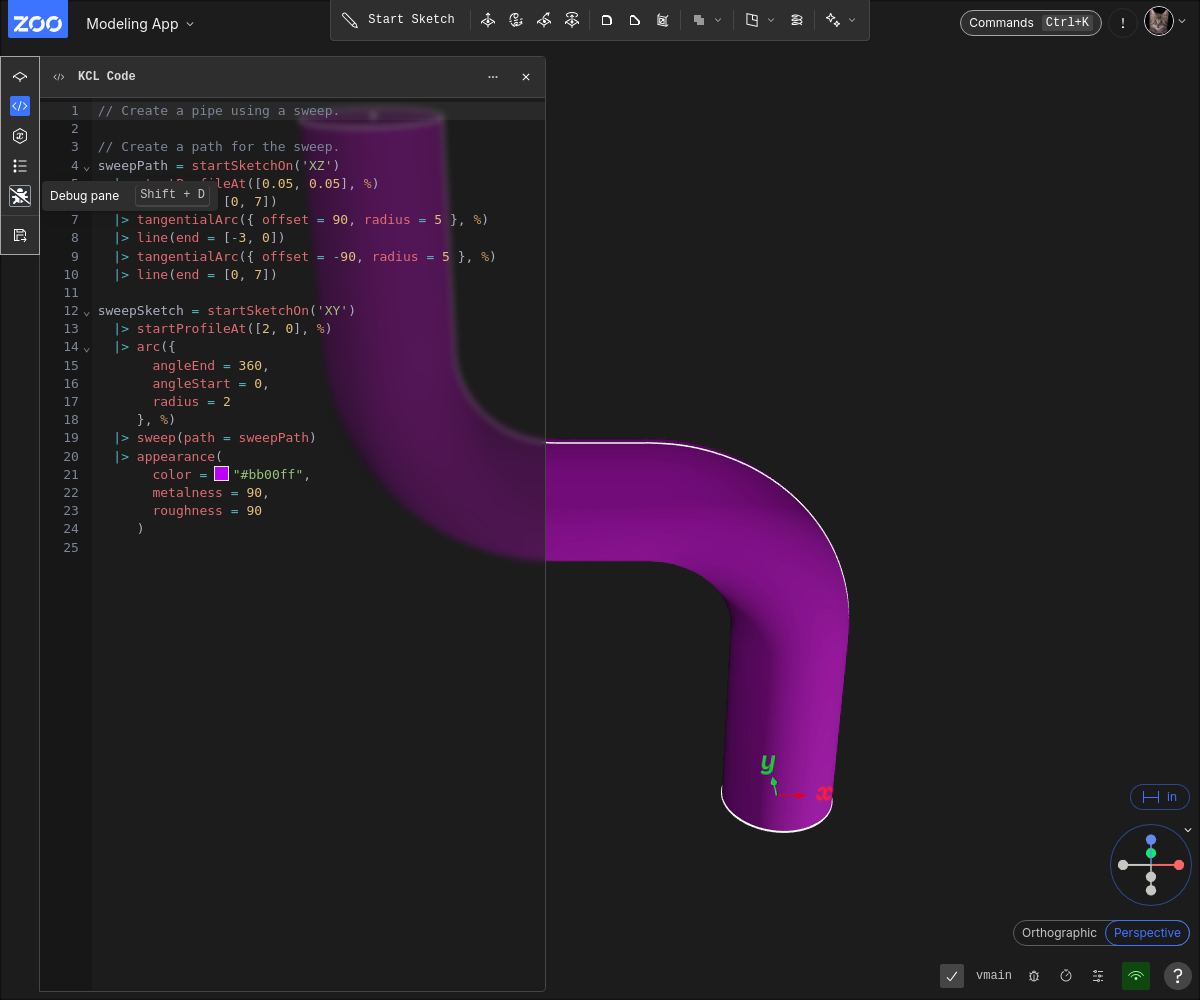 ZOO Modeling App Start Sketch Commands Ctrl+K !
KCL Code
1 // Create a pipe using a sweep.
2
3 // Create a path for the sweep.
4 sweepPath = startSketchOn('XZ')
ileAt([0.05, 0.05], %)
Debug pane Shift + D
[0, 7])
7 |> tangentialArc({ offset = 90, radius = 5 }, %)
8 |> line(end = [-3, 0])
9 |> tangentialArc({ offset = -90, radius = 5 }, %)
10 |> line(end = [0, 7])
11
12 sweepSketch = startSketchOn('XY')
13 |> startProfileAt([2, 0], %)
14 |> arc({
15 angleEnd = 360,
16 angleStart = 0,
17 radius = 2
18 }, %)
19 |> sweep(path = sweepPath)
20 |> appearance(
21 color = "#bb00ff",
22 metalness = 90,
23 roughness = 90
24 )
25
y
x
in
Orthographic Perspective
vmain ?